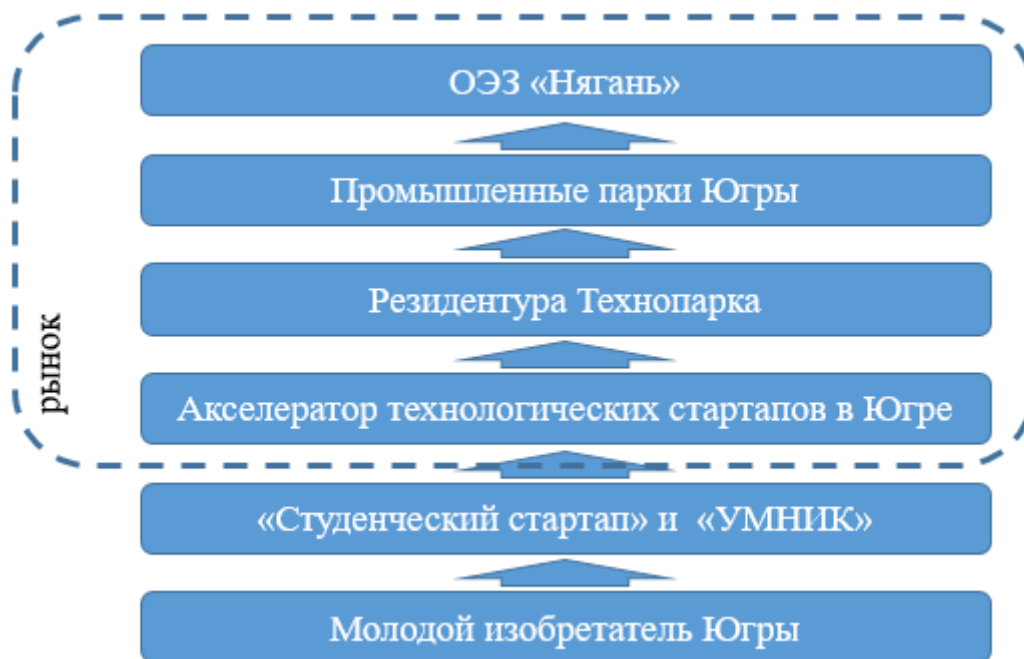 ОЭЗ «Нягань»
Промышленные парки Югры
Резидентура Технопарка
рынок
Акселератор технологических стартапов в Югре
«Студенческий стартап» и «УМНИК»
Молодой изобретатель Югры